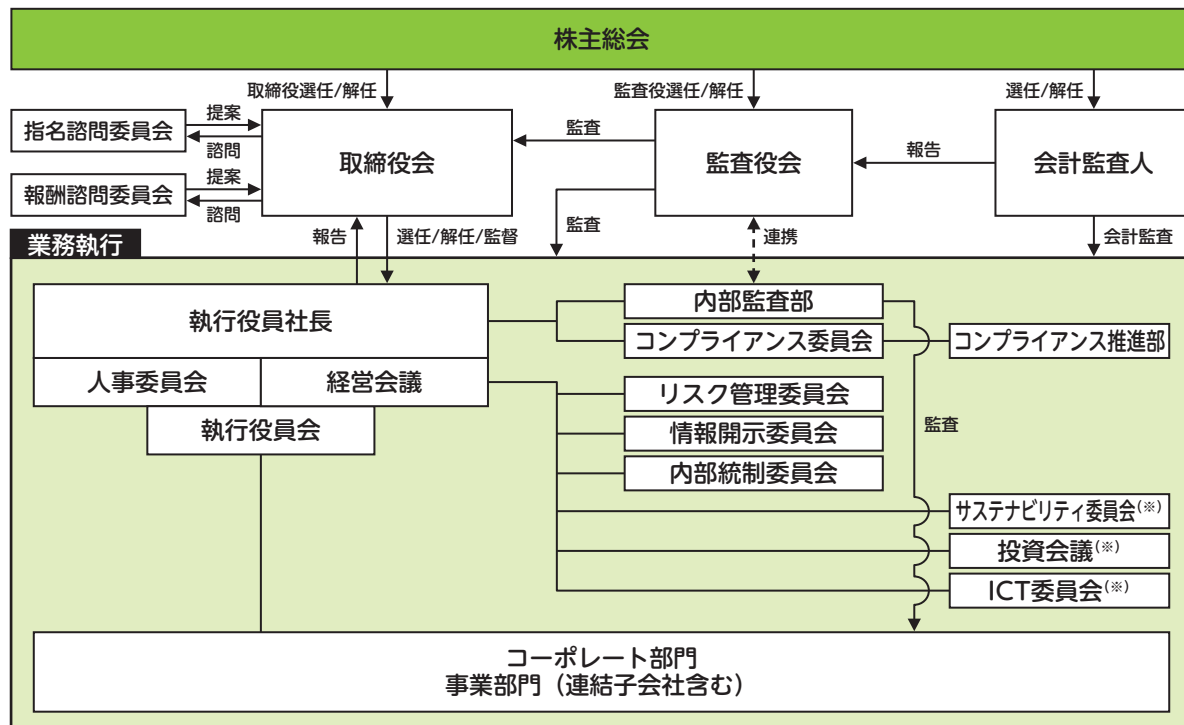 株主総会
取締役選任/解任
監査役選任/解任
選任/解任
指名諮問委員会
提案
諮問
報酬諮問委員会
提案
諮問
取締役会
監査
監査役会
報告
会計監査人
報告
選任/解任/監督
監査
連携
会計監査
業務執行
執行役員社長
人事委員会
経営会議
執行役員会
内部監査部
コンプライアンス委員会
コンプライアンス推進部
リスク管理委員会
情報開示委員会
内部統制委員会
監査
サステナビリティ委員会(※)
投資会議(※)
ICT委員会(※)
コーポレート部門
事業部門（連結子会社含む）